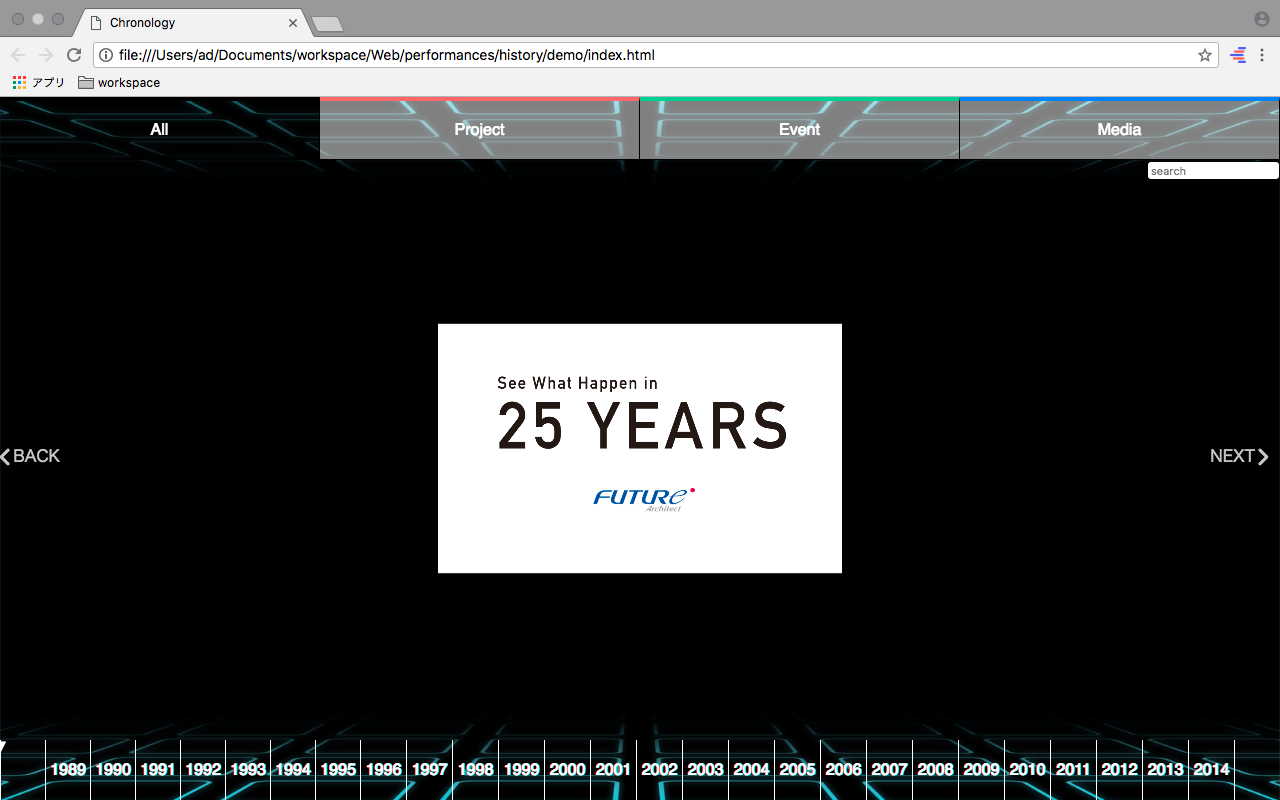 Chronology
file:///Users/ad/Documents/workspace/Web/performances/history/demo/index.html
アプリ workspace
All Project Event Media
search
See What Happen in
25 YEARS
BACK NEXT
FUTURe
Architect
1989 1990 1991 1992 1993 1994 1995 1996 1997 1998 1999 2000 2001 2002 2003 2004 2005 2006 2007 2008 2009 2010 2011 2012 2013 2014